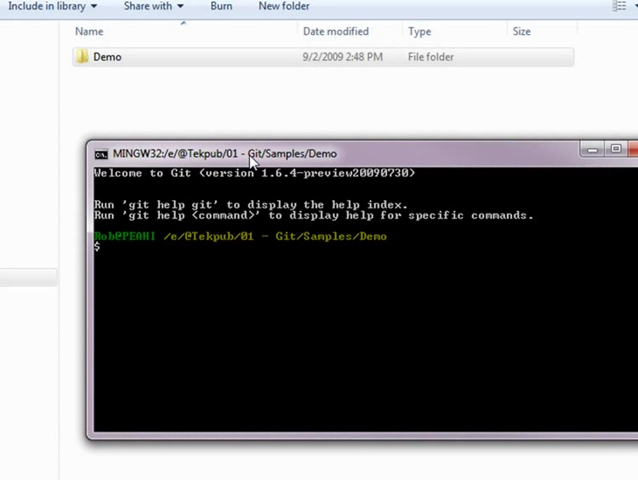 Include in library Share with Burn New folder
Name Date modified Type Size
Demo 9/2/2009 2:48 PM File folder
MINGW32:/e/@Tekpub/01 - Git/Samples/Demo
Welcome to Git (version 1.6.4-preview20090730)
Run 'git help git' to display the help index.
Run 'git help <command>' to display help for specific commands.
Rob@PEAHI /e/@Tekpub/01 - Git/Samples/Demo
$